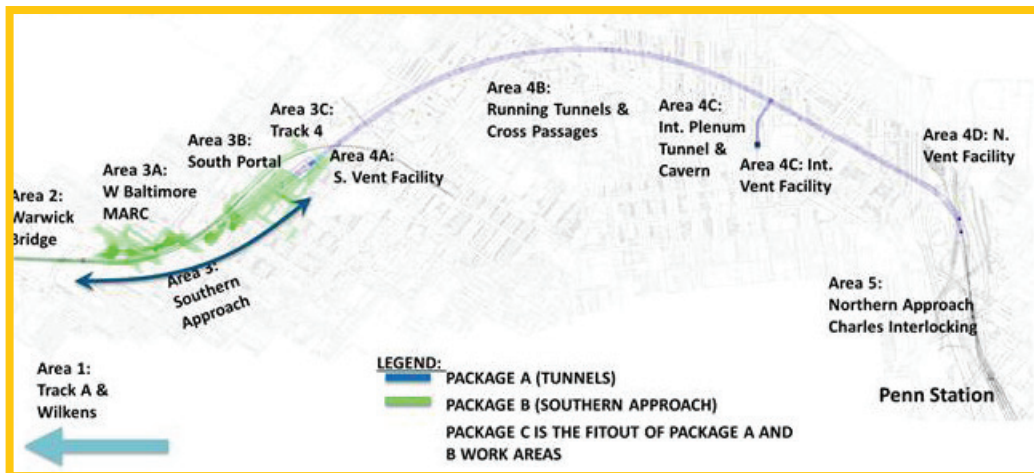 Area 2:
Warwick
Bridge
Area 3A:
W Baltimore
MARC
Area 3B:
South Portal
Area 3C:
Track 4
Area 4A:
S. Vent Facility
Area 3:
Southern
Approach
Area 4B:
Running Tunnels &
Cross Passages
Area 4C:
Int. Plenum
Tunnel &
Cavern
Area 4C: Int.
Vent Facility
Area 4D: N.
Vent Facility
Area 5:
Northern Approach
Charles Interlocking
Penn Station
Area 1:
Track A &
Wilkens
LEGEND:
PACKAGE A (TUNNELS)
PACKAGE B (SOUTHERN APPROACH)
PACKAGE C IS THE FITOUT OF PACKAGE A AND
B WORK AREAS